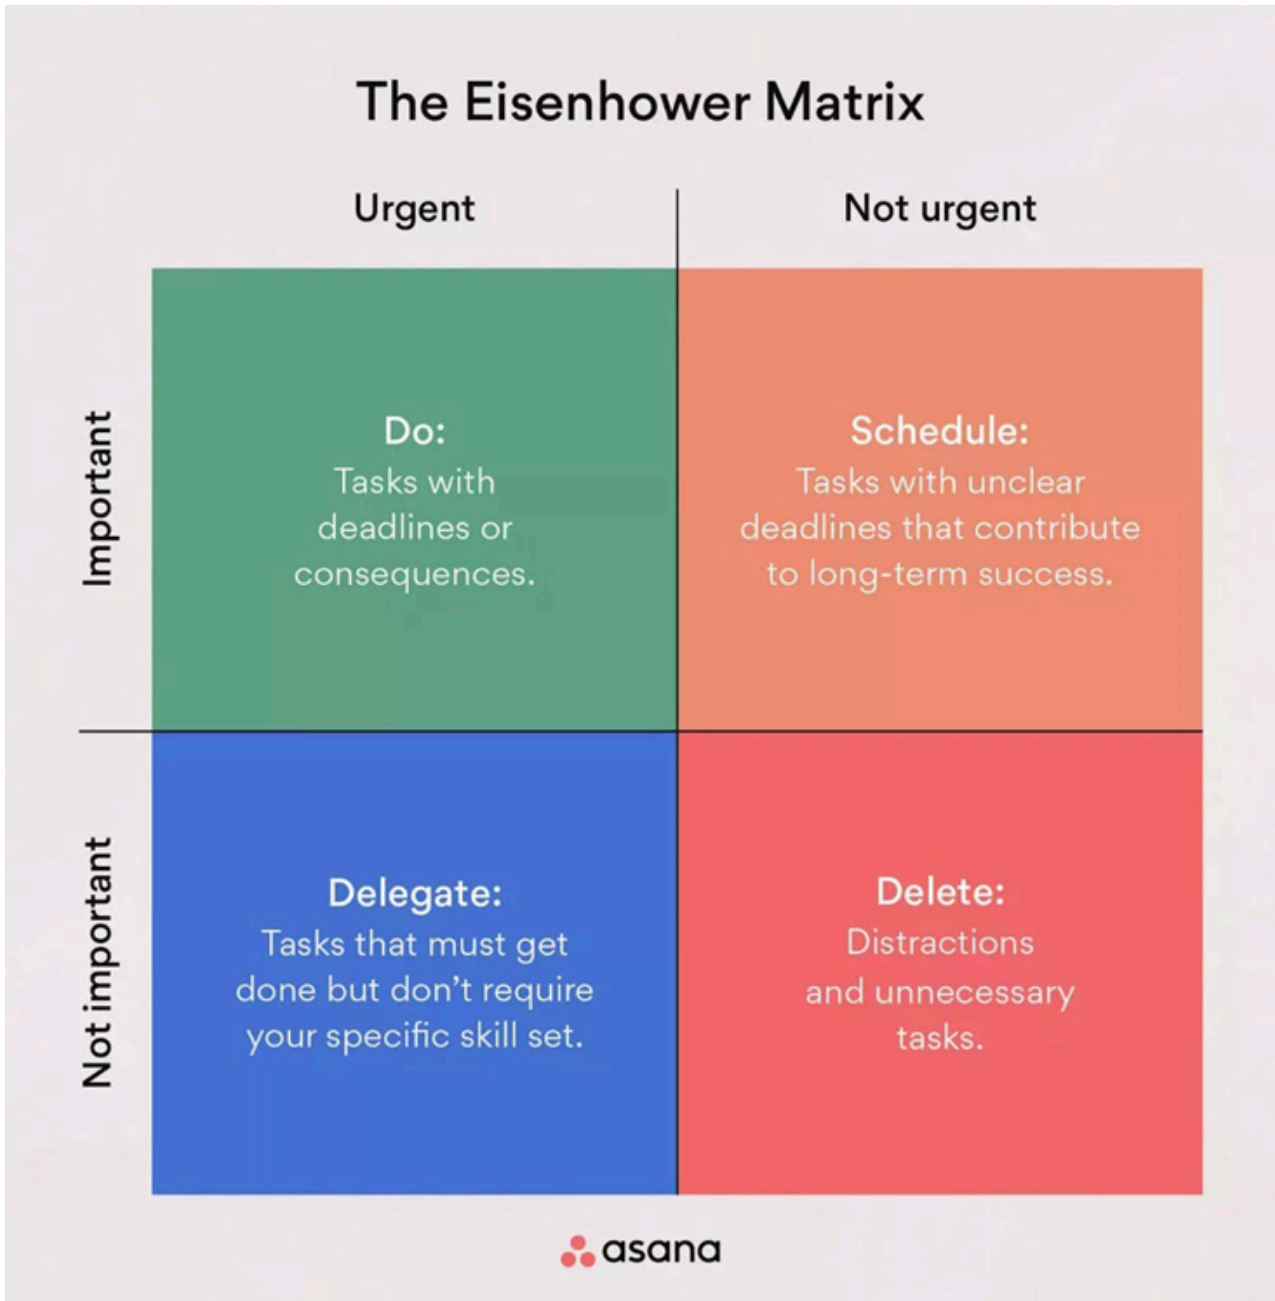 The Eisenhower Matrix
Urgent
Not urgent
Important
Do:
Tasks with
deadlines or
consequences.
Schedule:
Tasks with unclear
deadlines that contribute
to long-term success.
Not important
Delegate:
Tasks that must get
done but don’t require
your specific skill set.
Delete:
Distractions
and unnecessary
tasks.
asana